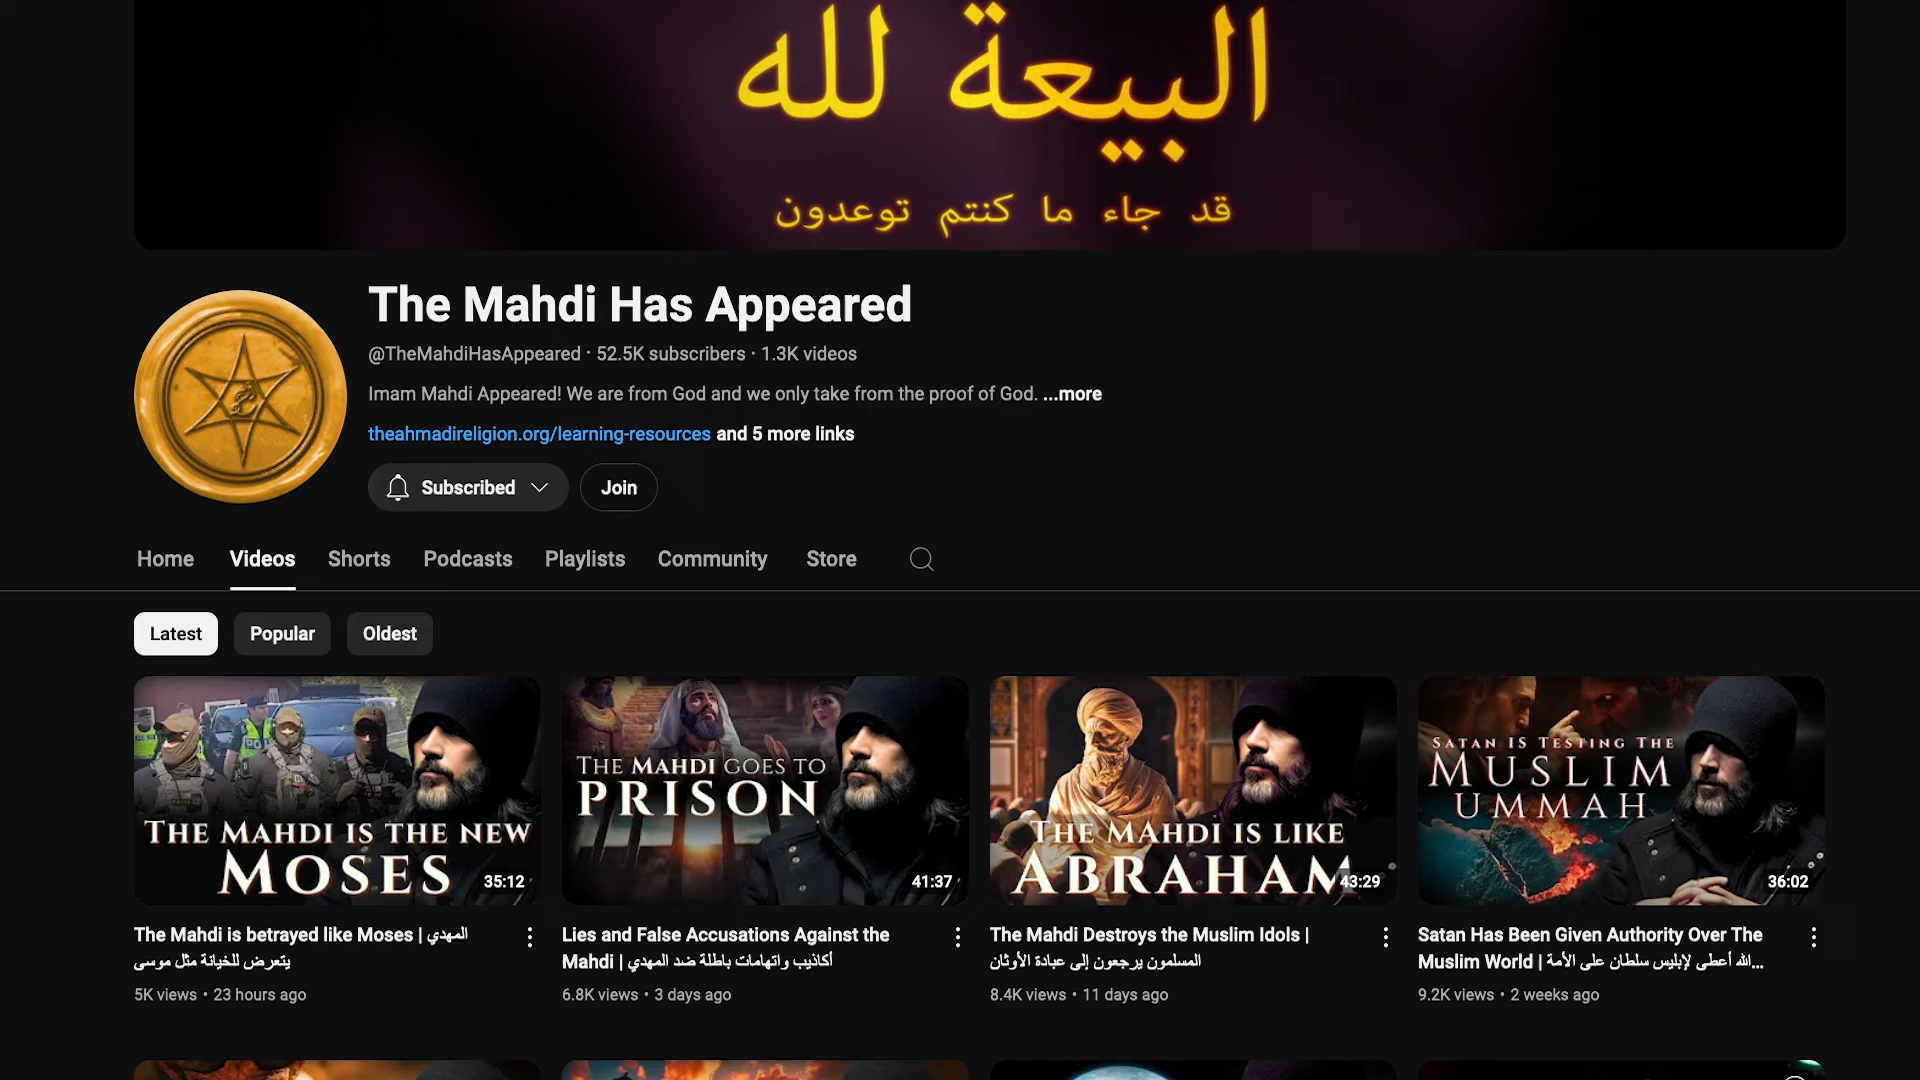 البيعة لله
قد جاء ما كنتم توعدون
The Mahdi Has Appeared
@TheMahdiHasAppeared · 52.5K subscribers · 1.3K videos
Imam Mahdi Appeared! We are from God and we only take from the proof of God. ...more
theahmadireligion.org/learning-resources and 5 more links
Subscribed
Join
Home Videos Shorts Podcasts Playlists Community Store
Latest Popular Oldest
THE MAHDI IS THE NEW
MOSES
35:12
The Mahdi is betrayed like Moses | المهدي
يتعرض للخيانة مثل موسى
5K views • 23 hours ago
THE MAHDI GOES TO
PRISON
41:37
Lies and False Accusations Against the
Mahdi | أكاذيب واتهامات باطلة ضد المهدي
6.8K views • 3 days ago
THE MAHDI IS LIKE
ABRAHAM
43:29
The Mahdi Destroys the Muslim Idols |
المسلمون يرجعون إلى عبادة الأوثان
8.4K views • 11 days ago
SATAN IS TESTING THE
MUSLIM
UMMAH
36:02
Satan Has Been Given Authority Over The
Muslim World | الله أعطى لإبليس سلطان على الأمة...
9.2K views • 2 weeks ago